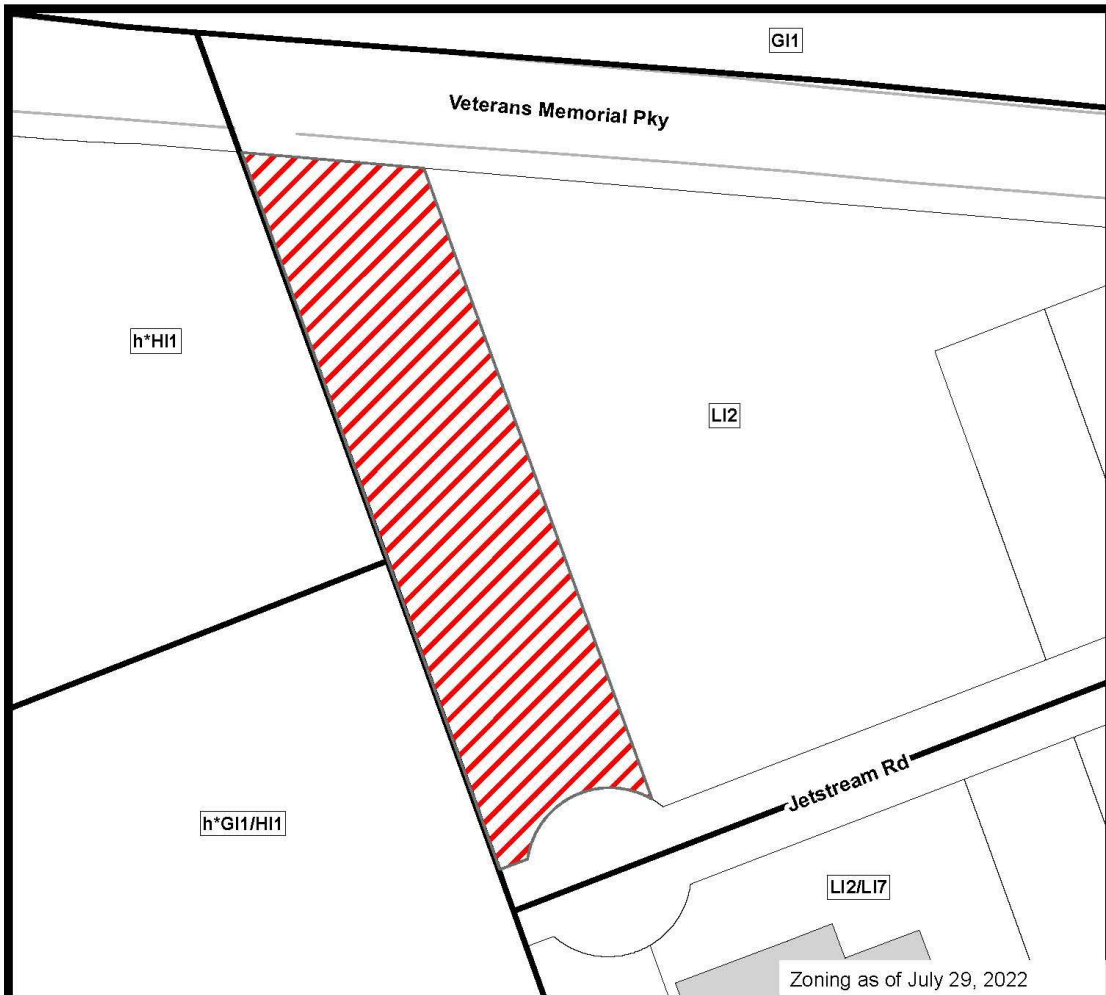 GI1
Veterans Memorial Pky
h*HI1
LI2
Jetstream Rd
h*GI1/HI1
LI2/LI7
Zoning as of July 29, 2022